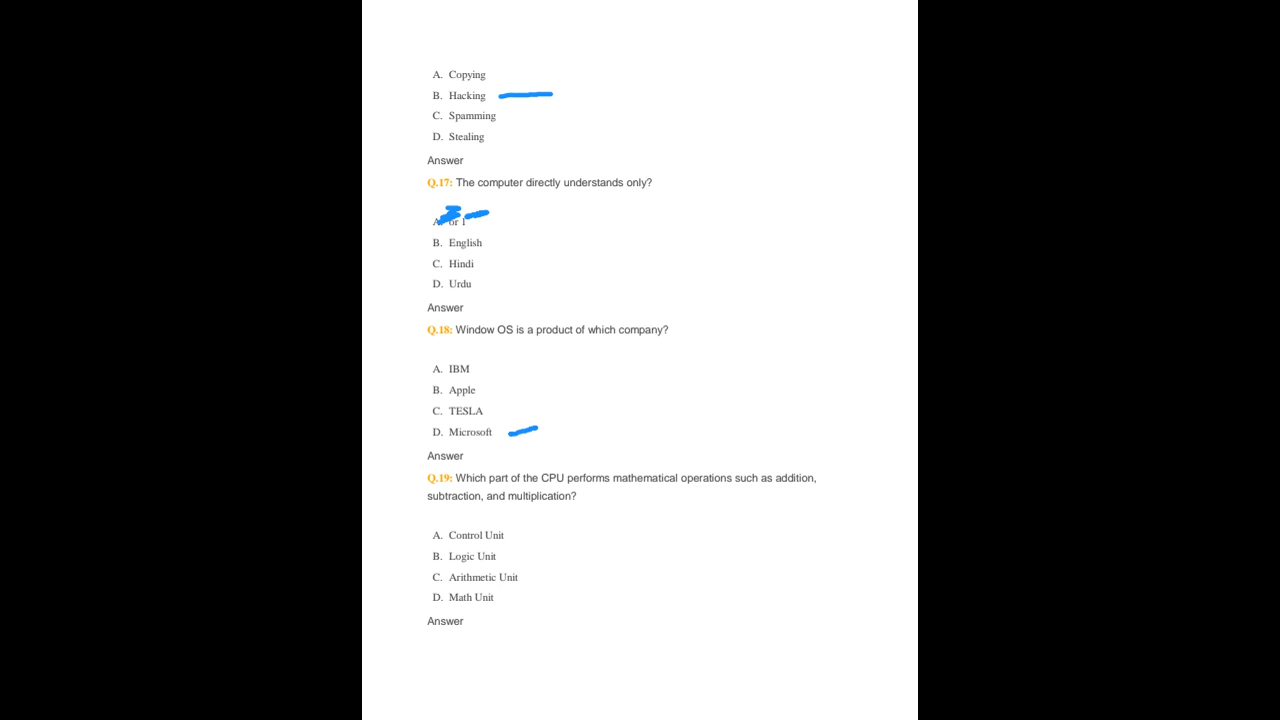 A. Copying
B. Hacking
C. Spamming
D. Stealing
Answer
Q.17: The computer directly understands only?
A. or 1
B. English
C. Hindi
D. Urdu
Answer
Q.18: Window OS is a product of which company?
A. IBM
B. Apple
C. TESLA
D. Microsoft
Answer
Q.19: Which part of the CPU performs mathematical operations such as addition,
subtraction, and multiplication?
A. Control Unit
B. Logic Unit
C. Arithmetic Unit
D. Math Unit
Answer